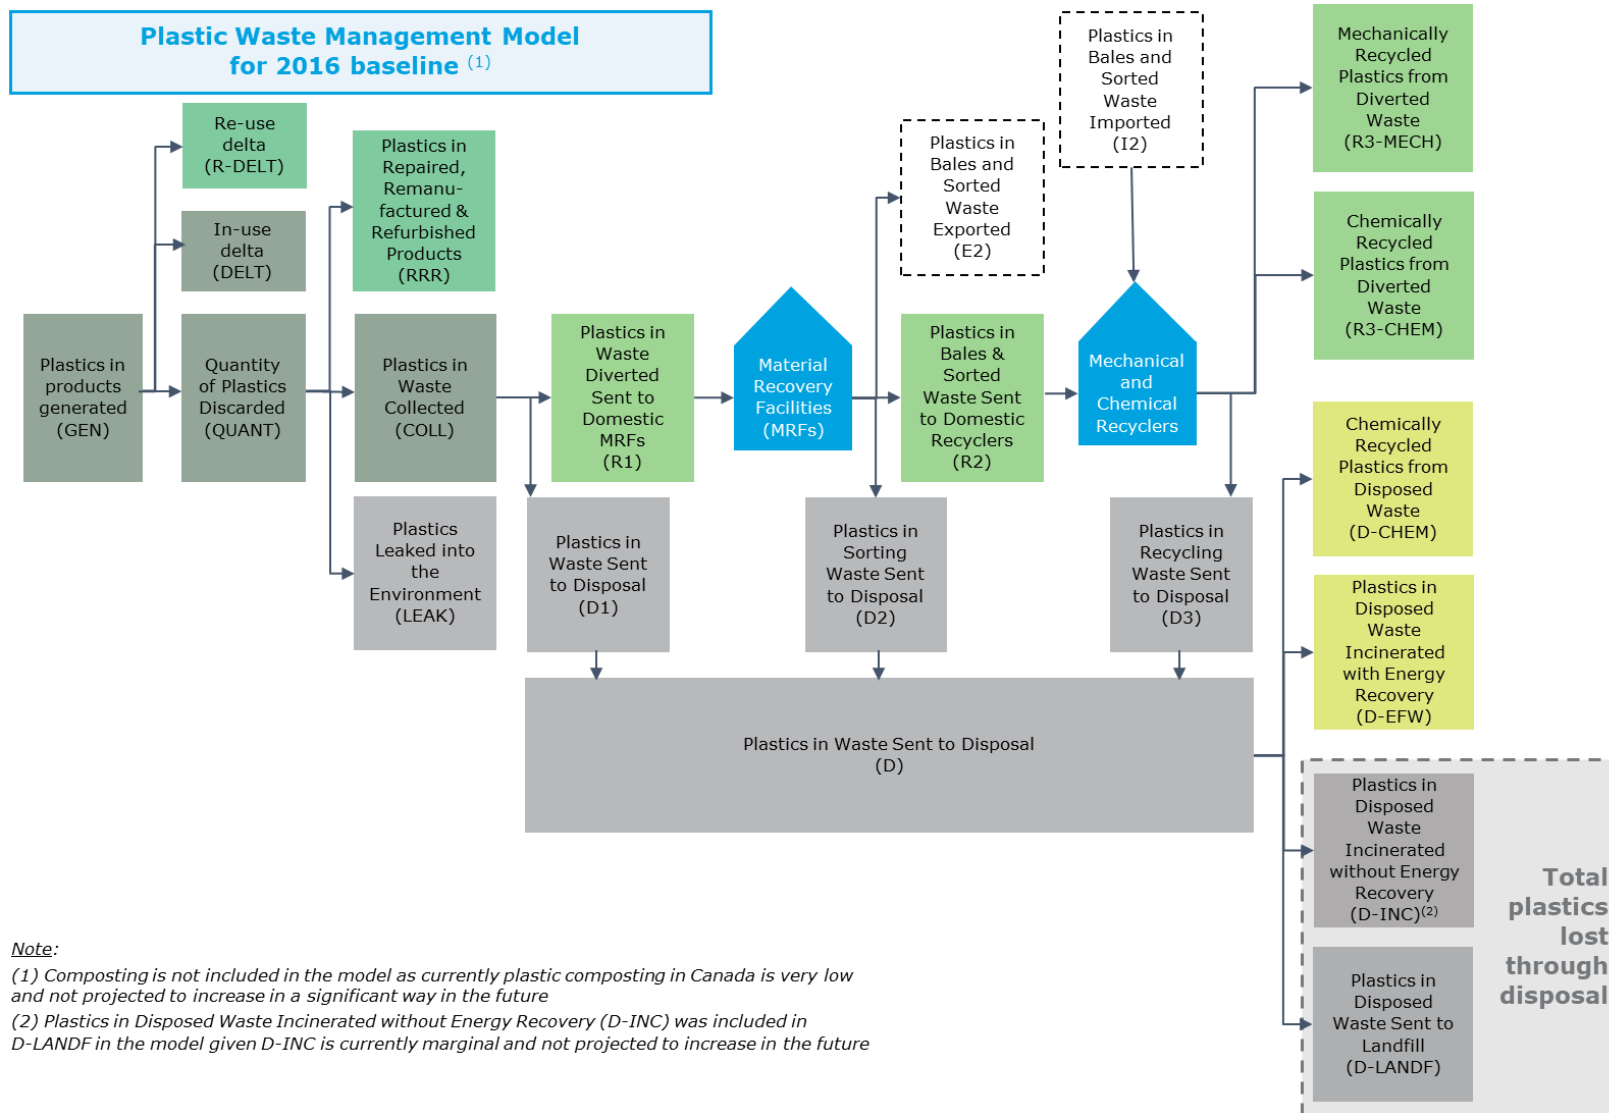 Plastic Waste Management Model
for 2016 baseline (1)
Re-use
delta
(R-DELT)
In-use
delta
(DELT)
Plastics in
products
generated
(GEN)
Quantity
of Plastics
Discarded
(QUANT)
Plastics in
Repaired,
Remanu-
factured &
Refurbished
Products
(RRR)
Plastics in
Waste
Collected
(COLL)
Plastics
Leaked into
the
Environment
(LEAK)
Plastics in
Waste
Diverted
Sent to
Domestic
MRFs
(R1)
Plastics in
Waste Sent
to Disposal
(D1)
Material
Recovery
Facilities
(MRFs)
Plastics in
Bales and
Sorted
Waste
Exported
(E2)
Plastics in
Bales &
Sorted
Waste Sent
to Domestic
Recyclers
(R2)
Plastics in
Sorting
Waste Sent
to Disposal
(D2)
Plastics in
Bales and
Sorted
Waste
Imported
(I2)
Mechanical
and
Chemical
Recyclers
Plastics in
Recycling
Waste Sent
to Disposal
(D3)
Plastics in Waste Sent to Disposal
(D)
Mechanically
Recycled
Plastics from
Diverted
Waste
(R3-MECH)
Chemically
Recycled
Plastics from
Diverted
Waste
(R3-CHEM)
Chemically
Recycled
Plastics from
Disposed
Waste
(D-CHEM)
Plastics in
Disposed
Waste
Incinerated
with Energy
Recovery
(D-EFW)
Plastics in
Disposed
Waste
Incinerated
without Energy
Recovery
(D-INC)(2)
Plastics in
Disposed
Waste Sent to
Landfill
(D-LANDF)
Total
plastics
lost
through
disposal
Note:
(1) Composting is not included in the model as currently plastic composting in Canada is very low
and not projected to increase in a significant way in the future
(2) Plastics in Disposed Waste Incinerated without Energy Recovery (D-INC) was included in
D-LANDF in the model given D-INC is currently marginal and not projected to increase in the future